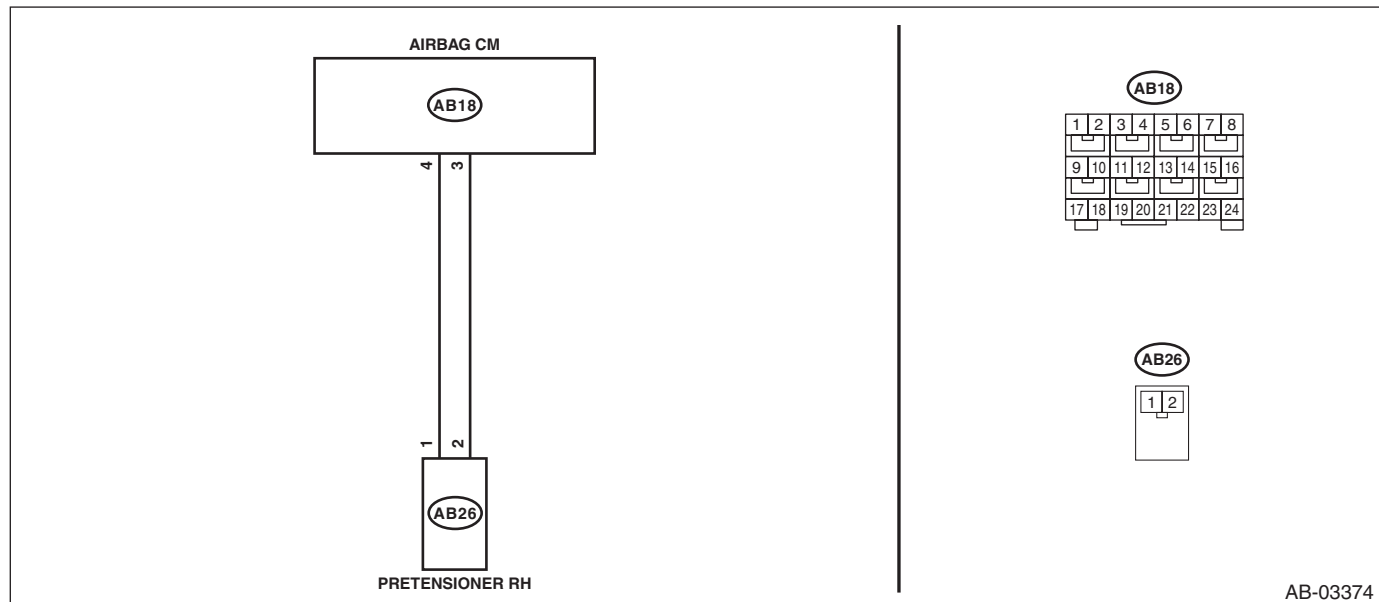 AIRBAG CM
AB18
4 3
1 2
AB26
PRETENSIONER RH
AB18
1 2 3 4 5 6 7 8
9 10 11 12 13 14 15 16
17 18 19 20 21 22 23 24
AB26
1 2
AB-03374